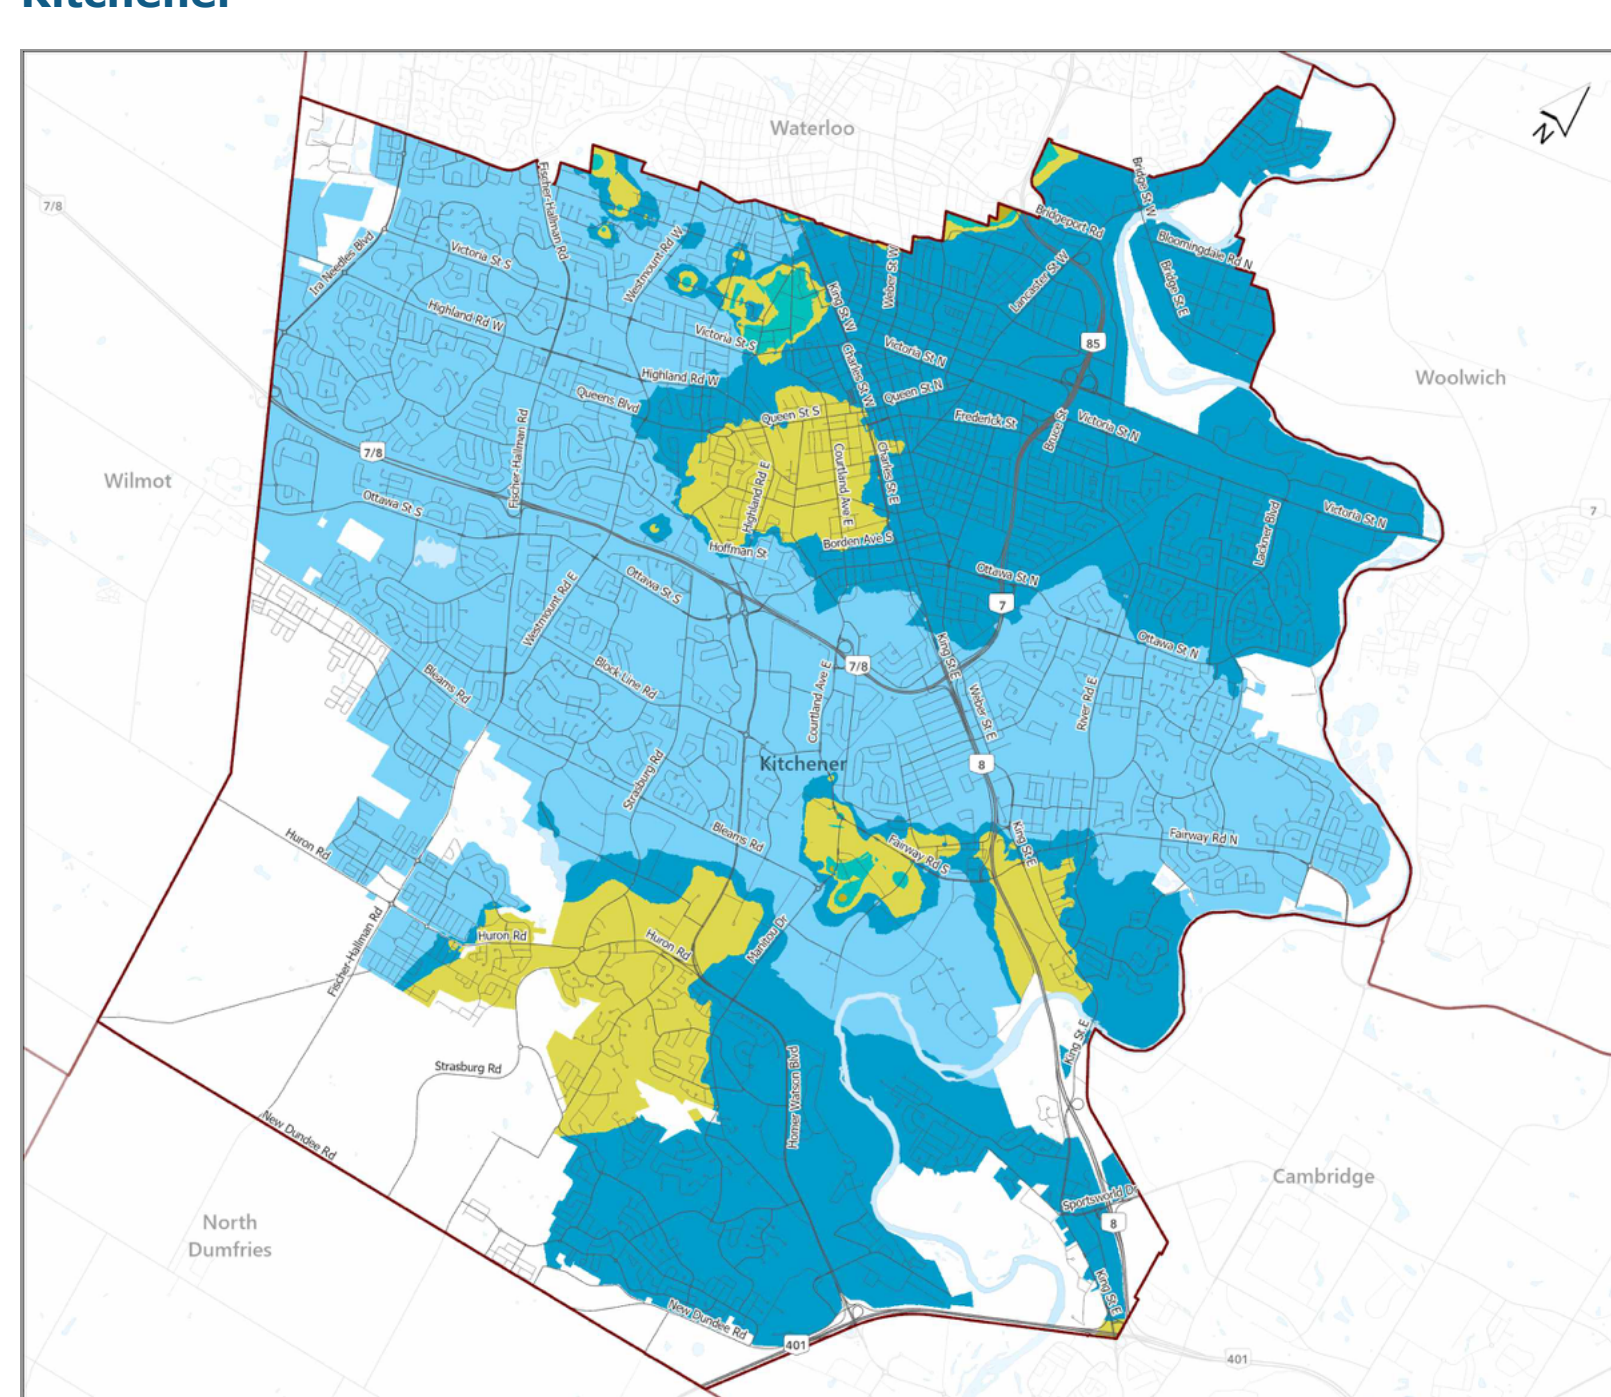 Kitchener
Waterloo
7/8
Fischer-Hallman Rd
Bridge St W
Bridgeport Rd
Bloomingdale Rd N
Ira Needles Blvd
Victoria St S
Westmount Rd W
Weber St W
Lancaster St W
Bridge St E
Highland Rd W
King St W
Victoria St S
Victoria St N
85
Highland Rd W
Charles St W
Woolwich
Queens Blvd
Queen St S
Queen St N
Frederick St
Bruce St
Victoria St N
Fischer-Hallman Rd
7/8
Wilmot
Ottawa St S
Highland Rd E
Courtland Ave E
Charles St E
Lackner Blvd
Victoria St N
7
Hoffman St
Borden Ave S
Ottawa St S
Westmount Rd E
Ottawa St N
7
Ottawa St N
King St E
7/8
Bleams Rd
Block Line Rd
Courtland Ave E
Weber St E
River Rd E
Kitchener
8
Strasburg Rd
Bleams Rd
Fairway Rd S
King St E
Fairway Rd N
Huron Rd
Fischer-Hallman Rd
Huron Rd
Huron Rd
Manitou Dr
King St E
Strasburg Rd
Homer Watson Blvd
New Dundee Rd
Cambridge
Sportsworld Dr
8
North
Dumfries
King St E
New Dundee Rd
401
401
N